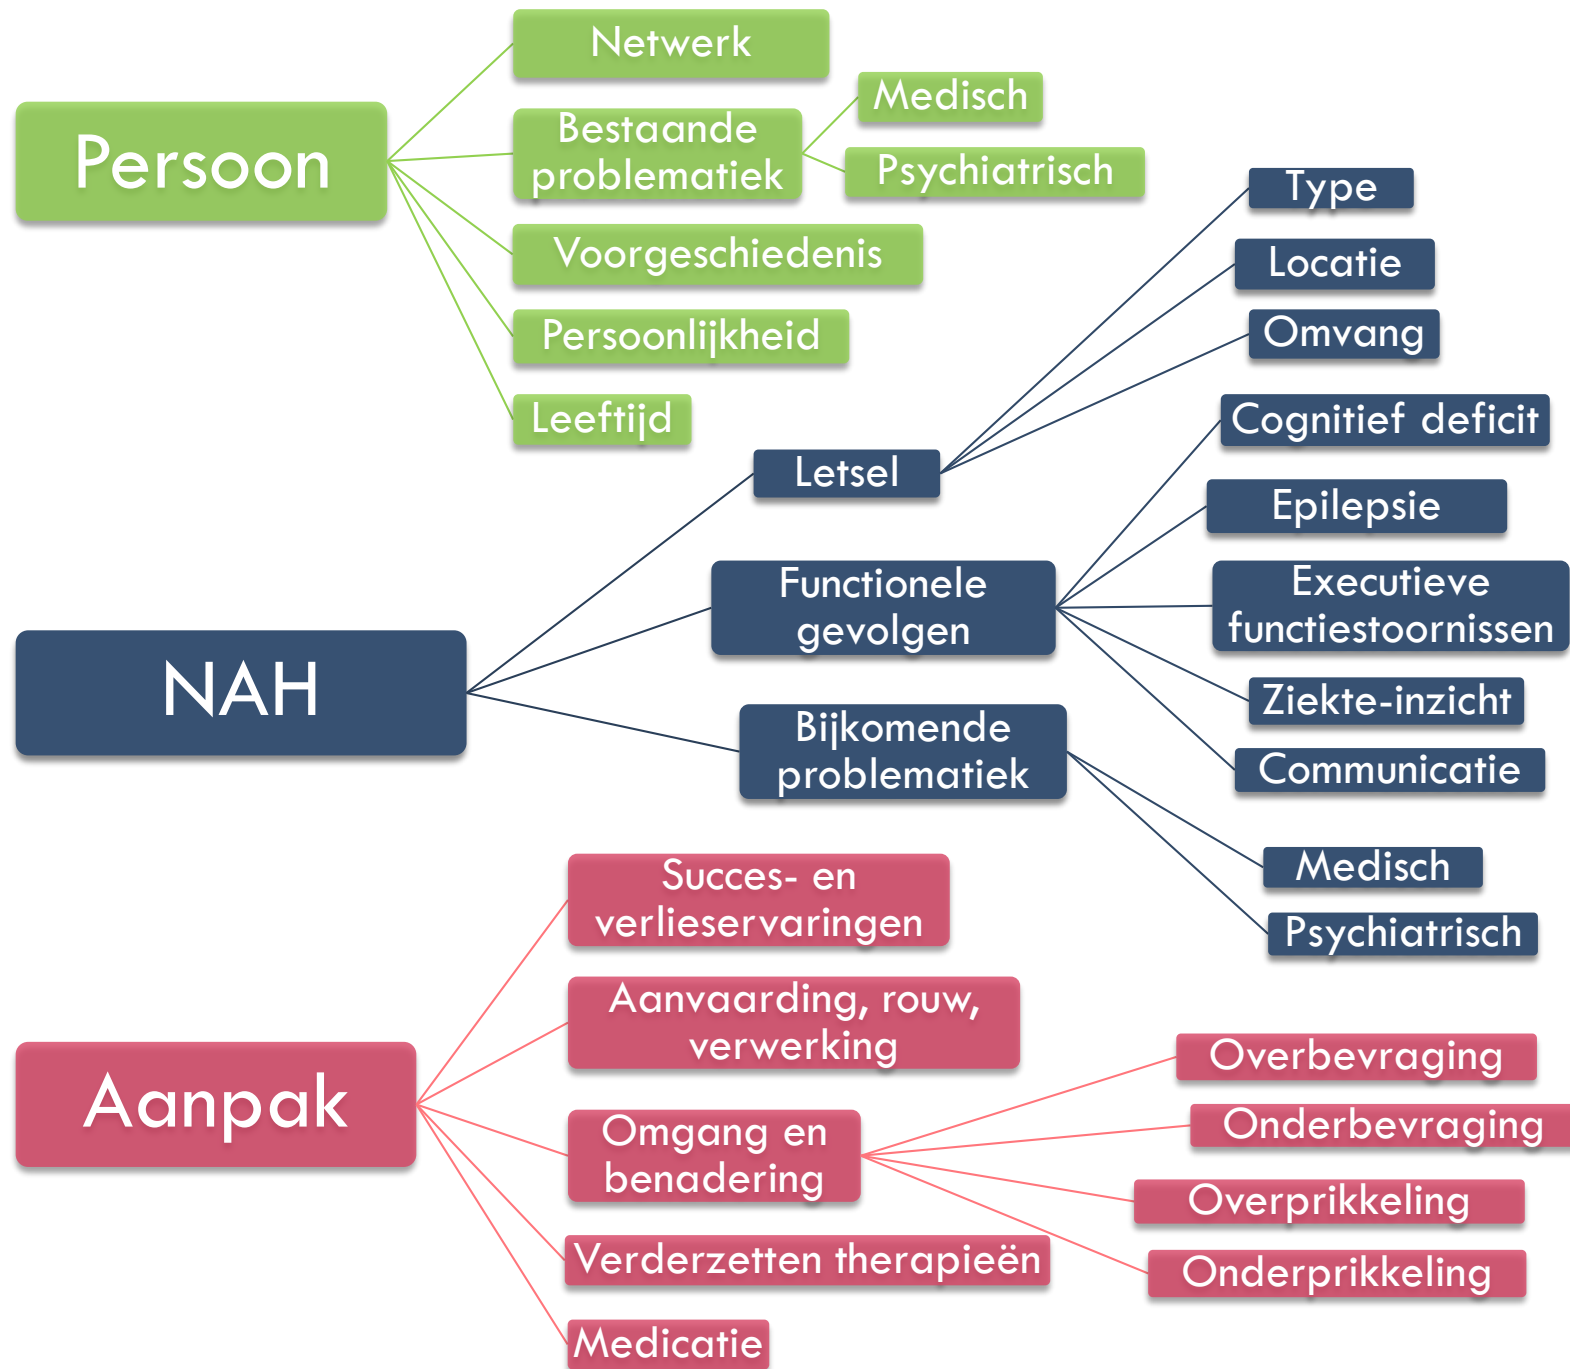 Persoon
Netwerk
Bestaande
problematiek
Medisch
Psychiatrisch
Voorgeschiedenis
Persoonlijkheid
Leeftijd
NAH
Letsel
Type
Locatie
Omvang
Functionele
gevolgen
Cognitief deficit
Epilepsie
Executieve
functiestoornissen
Ziekte-inzicht
Communicatie
Bijkomende
problematiek
Medisch
Psychiatrisch
Aanpak
Succes- en
verlieservaringen
Aanvaarding, rouw,
verwerking
Omgang en
benadering
Overbevraging
Onderbevraging
Overprikkeling
Onderprikkeling
Verderzetten therapieën
Medicatie